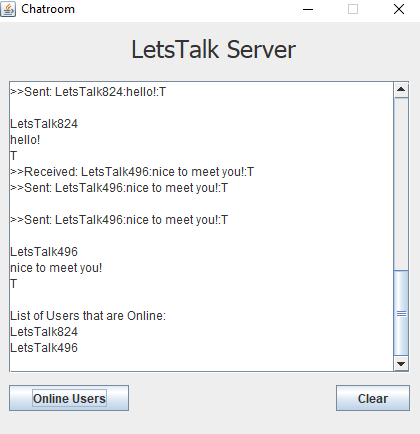 Chatroom
LetsTalk Server
>>Sent: LetsTalk824:hello!:T
LetsTalk824
hello!
T
>>Received: LetsTalk496:nice to meet you!:T
>>Sent: LetsTalk496:nice to meet you!:T
>>Sent: LetsTalk496:nice to meet you!:T
LetsTalk496
nice to meet you!
T
List of Users that are Online:
LetsTalk824
LetsTalk496
Online Users
Clear